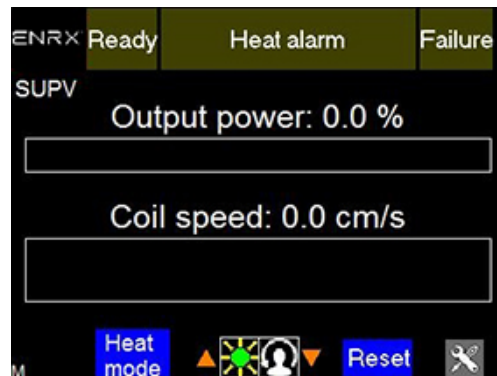 ENRX Ready Heat alarm Failure
SUPV
Output power: 0.0 %
Coil speed: 0.0 cm/s
Heat
mode
Reset
M